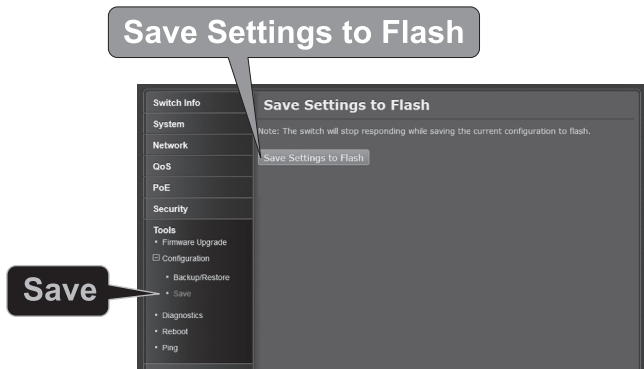 Save Settings to Flash
Switch Info
System
Network
QoS
PoE
Security
Tools
• Firmware Upgrade
Configuration
• Backup/Restore
• Save
• Diagnostics
• Reboot
• Ping
Save Settings to Flash
Note: The switch will stop responding while saving the current configuration to flash.
Save Settings to Flash
Save